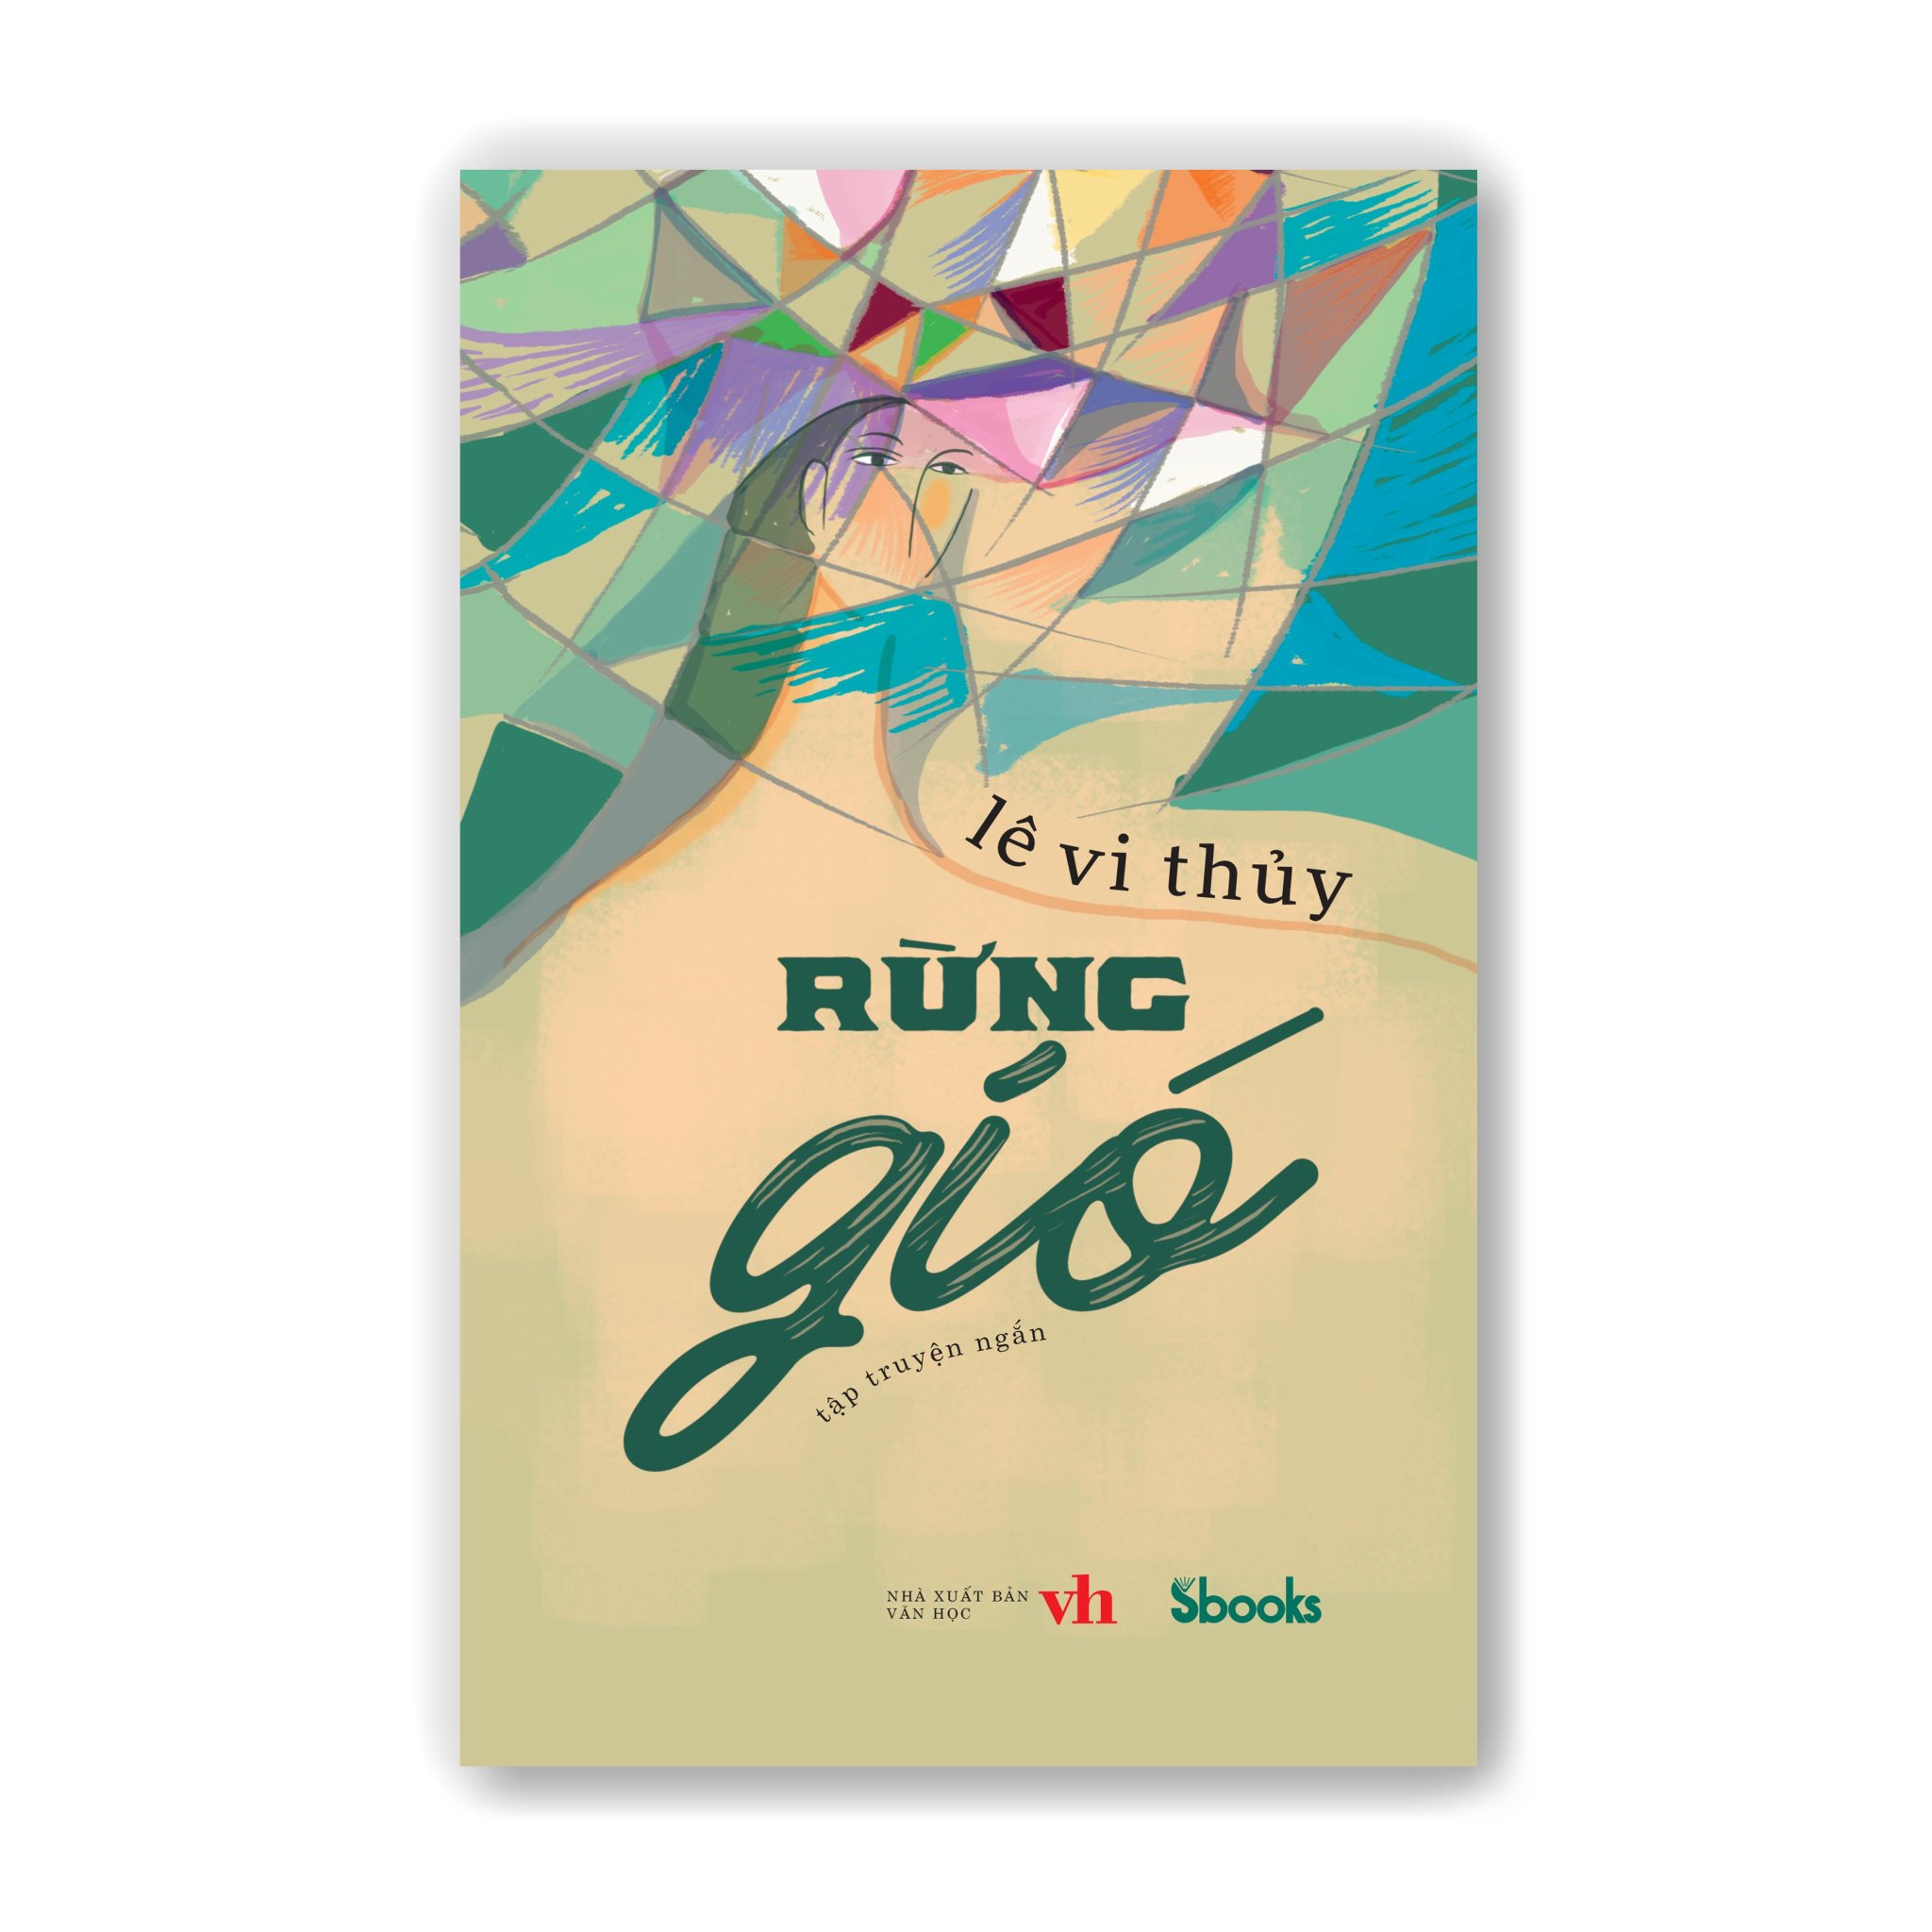 lê vi thủy
RỪNG
gió
tập truyện ngắn
NHÀ XUẤT BẢN
VĂN HỌC
vh
Sbooks